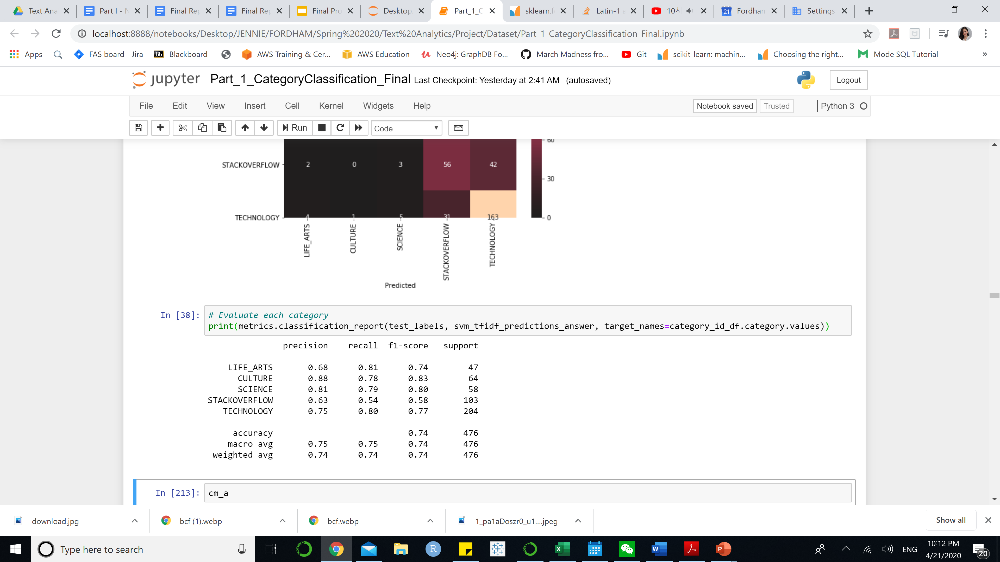 Text Ana
Part I - N
Final Rep
Final Rep
Final Pro
Desktop
Part_1_C
sklearn.f
Latin-1 a
10시
Fordham
Settings
localhost:8888/notebooks/Desktop/JENNIE/FORDHAM/Spring%202020/Text%20Analytics/Project/Dataset/Part_1_CategoryClassification_Final.ipynb
Apps
FAS board - Jira
Bb Blackboard
AWS Training & Cer...
AWS Education
Neo4j: GraphDB Fo...
March Madness fro...
Git
scikit-learn: machin...
Choosing the right...
Mode SQL Tutorial
»
jupyter Part_1_CategoryClassification_Final Last Checkpoint: Yesterday at 2:41 AM (autosaved)
Logout
File Edit View Insert Cell Kernel Widgets Help
Notebook saved Trusted Python 3
Run Code
60
STACKOVERFLOW 2 0 3 56 42
30
TECHNOLOGY 4 1 5 31 163
0
LIFE_ARTS
CULTURE
SCIENCE
STACKOVERFLOW
TECHNOLOGY
Predicted
In [38]: # Evaluate each category
print(metrics.classification_report(test_labels, svm_tfidf_predictions_answer, target_names=category_id_df.category.values))
precision recall f1-score support
LIFE_ARTS 0.68 0.81 0.74 47
CULTURE 0.88 0.78 0.83 64
SCIENCE 0.81 0.79 0.80 58
STACKOVERFLOW 0.63 0.54 0.58 103
TECHNOLOGY 0.75 0.80 0.77 204
accuracy 0.74 476
macro avg 0.75 0.75 0.74 476
weighted avg 0.74 0.74 0.74 476
In [213]: cm_a
download.jpg
bcf (1).webp
bcf.webp
1_pa1aDoszr0_u1....jpeg
Show all
Type here to search
ENG
10:12 PM
4/21/2020
20